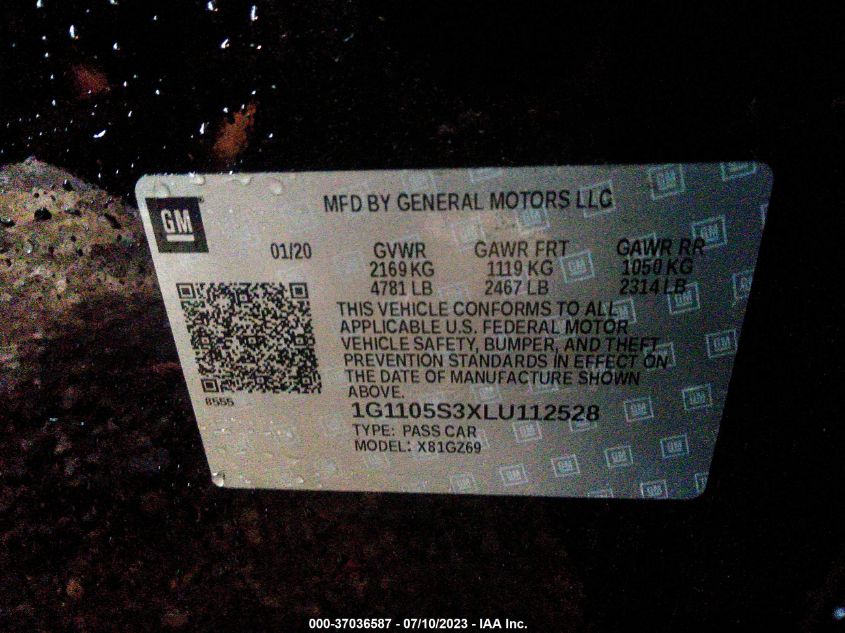 GM
MFD BY GENERAL MOTORS LLC
01/20 GVWR GAWR FRT GAWR RR
2169 KG 1119 KG 1050 KG
4781 LB 2467 LB 2314 LB
THIS VEHICLE CONFORMS TO ALL
APPLICABLE U.S. FEDERAL MOTOR
VEHICLE SAFETY, BUMPER, AND THEFT
PREVENTION STANDARDS IN EFFECT ON
THE DATE OF MANUFACTURE SHOWN
ABOVE.
8555
1G1105S3XLU112528
TYPE: PASS CAR
MODEL: X81GZ69
000-37036587 - 07/10/2023 - IAA Inc.